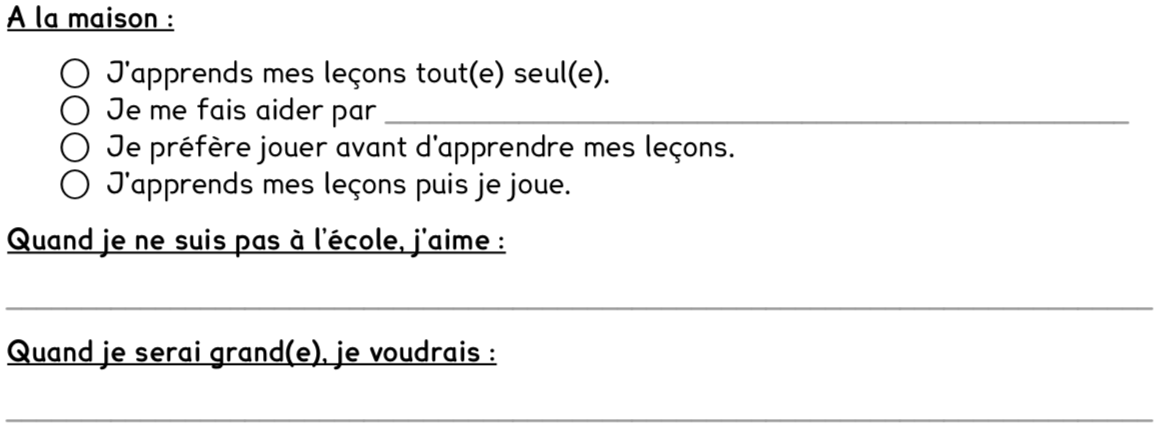 A la maison :
J'apprends mes leçons tout(e) seul(e).
Je me fais aider par
Je préfère jouer avant d'apprendre mes leçons.
J'apprends mes leçons puis je joue.
Quand je ne suis pas à l'école, j'aime :
Quand je serai grand(e), je voudrais :